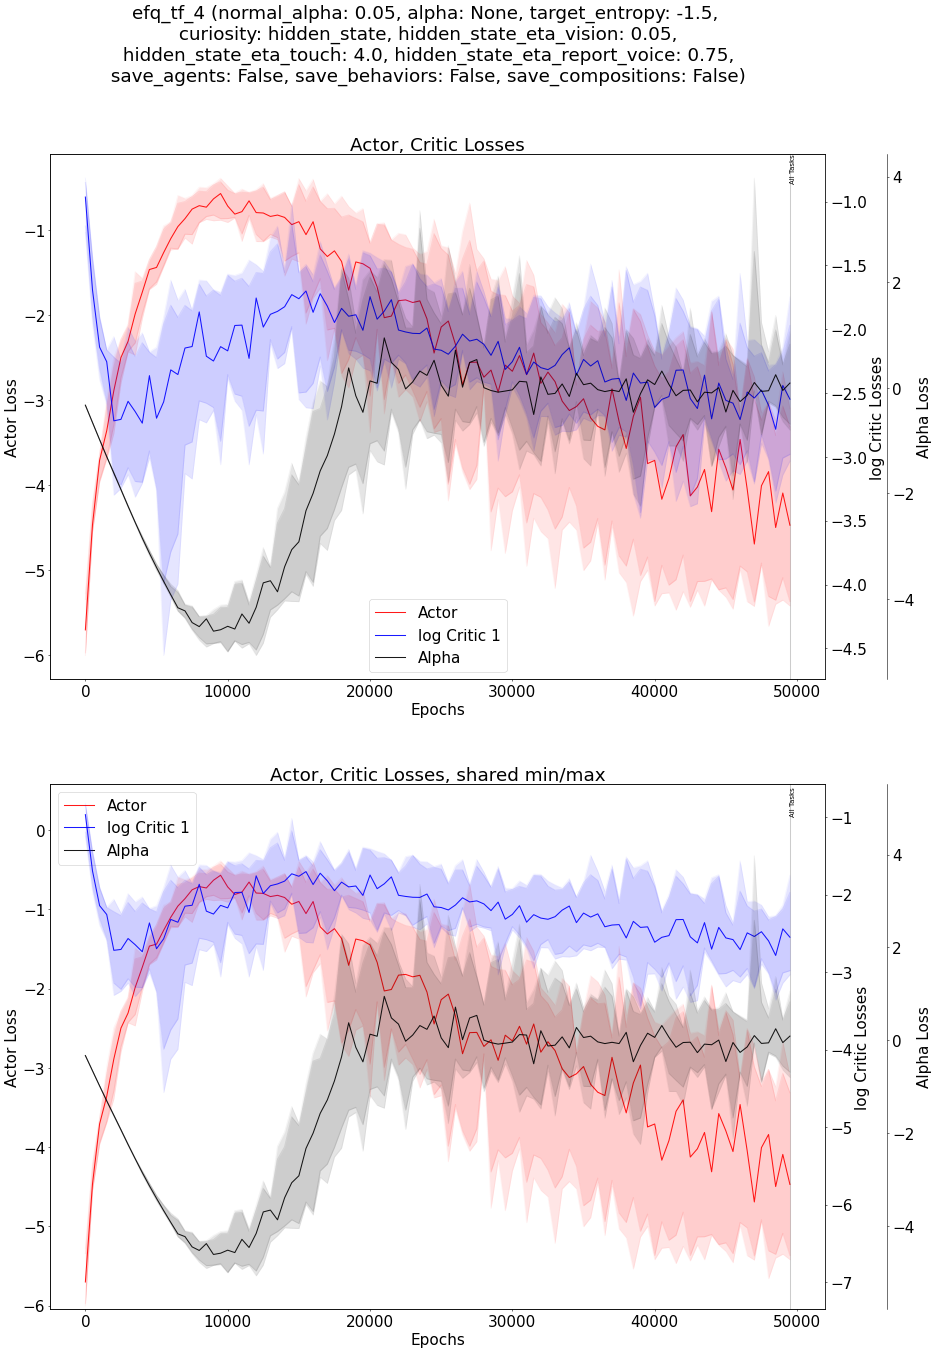 efq_tf_4 (normal_alpha: 0.05, alpha: None, target_entropy: -1.5,
curiosity: hidden_state, hidden_state_eta_vision: 0.05,
hidden_state_eta_touch: 4.0, hidden_state_eta_report_voice: 0.75,
save_agents: False, save_behaviors: False, save_compositions: False)
Actor, Critic Losses
All Tasks
−1
−2
−3
−4
−5
−6
Actor Loss
−1.0
−1.5
−2.0
−2.5
−3.0
−3.5
−4.0
−4.5
log Critic Losses
4
2
0
−2
−4
Alpha Loss
Actor
log Critic 1
Alpha
0
10000
20000
30000
40000
50000
Epochs
Actor, Critic Losses, shared min/max
All Tasks
Actor
log Critic 1
Alpha
0
−1
−2
−3
−4
−5
−6
Actor Loss
−1
−2
−3
−4
−5
−6
−7
log Critic Losses
4
2
0
−2
−4
Alpha Loss
0
10000
20000
30000
40000
50000
Epochs